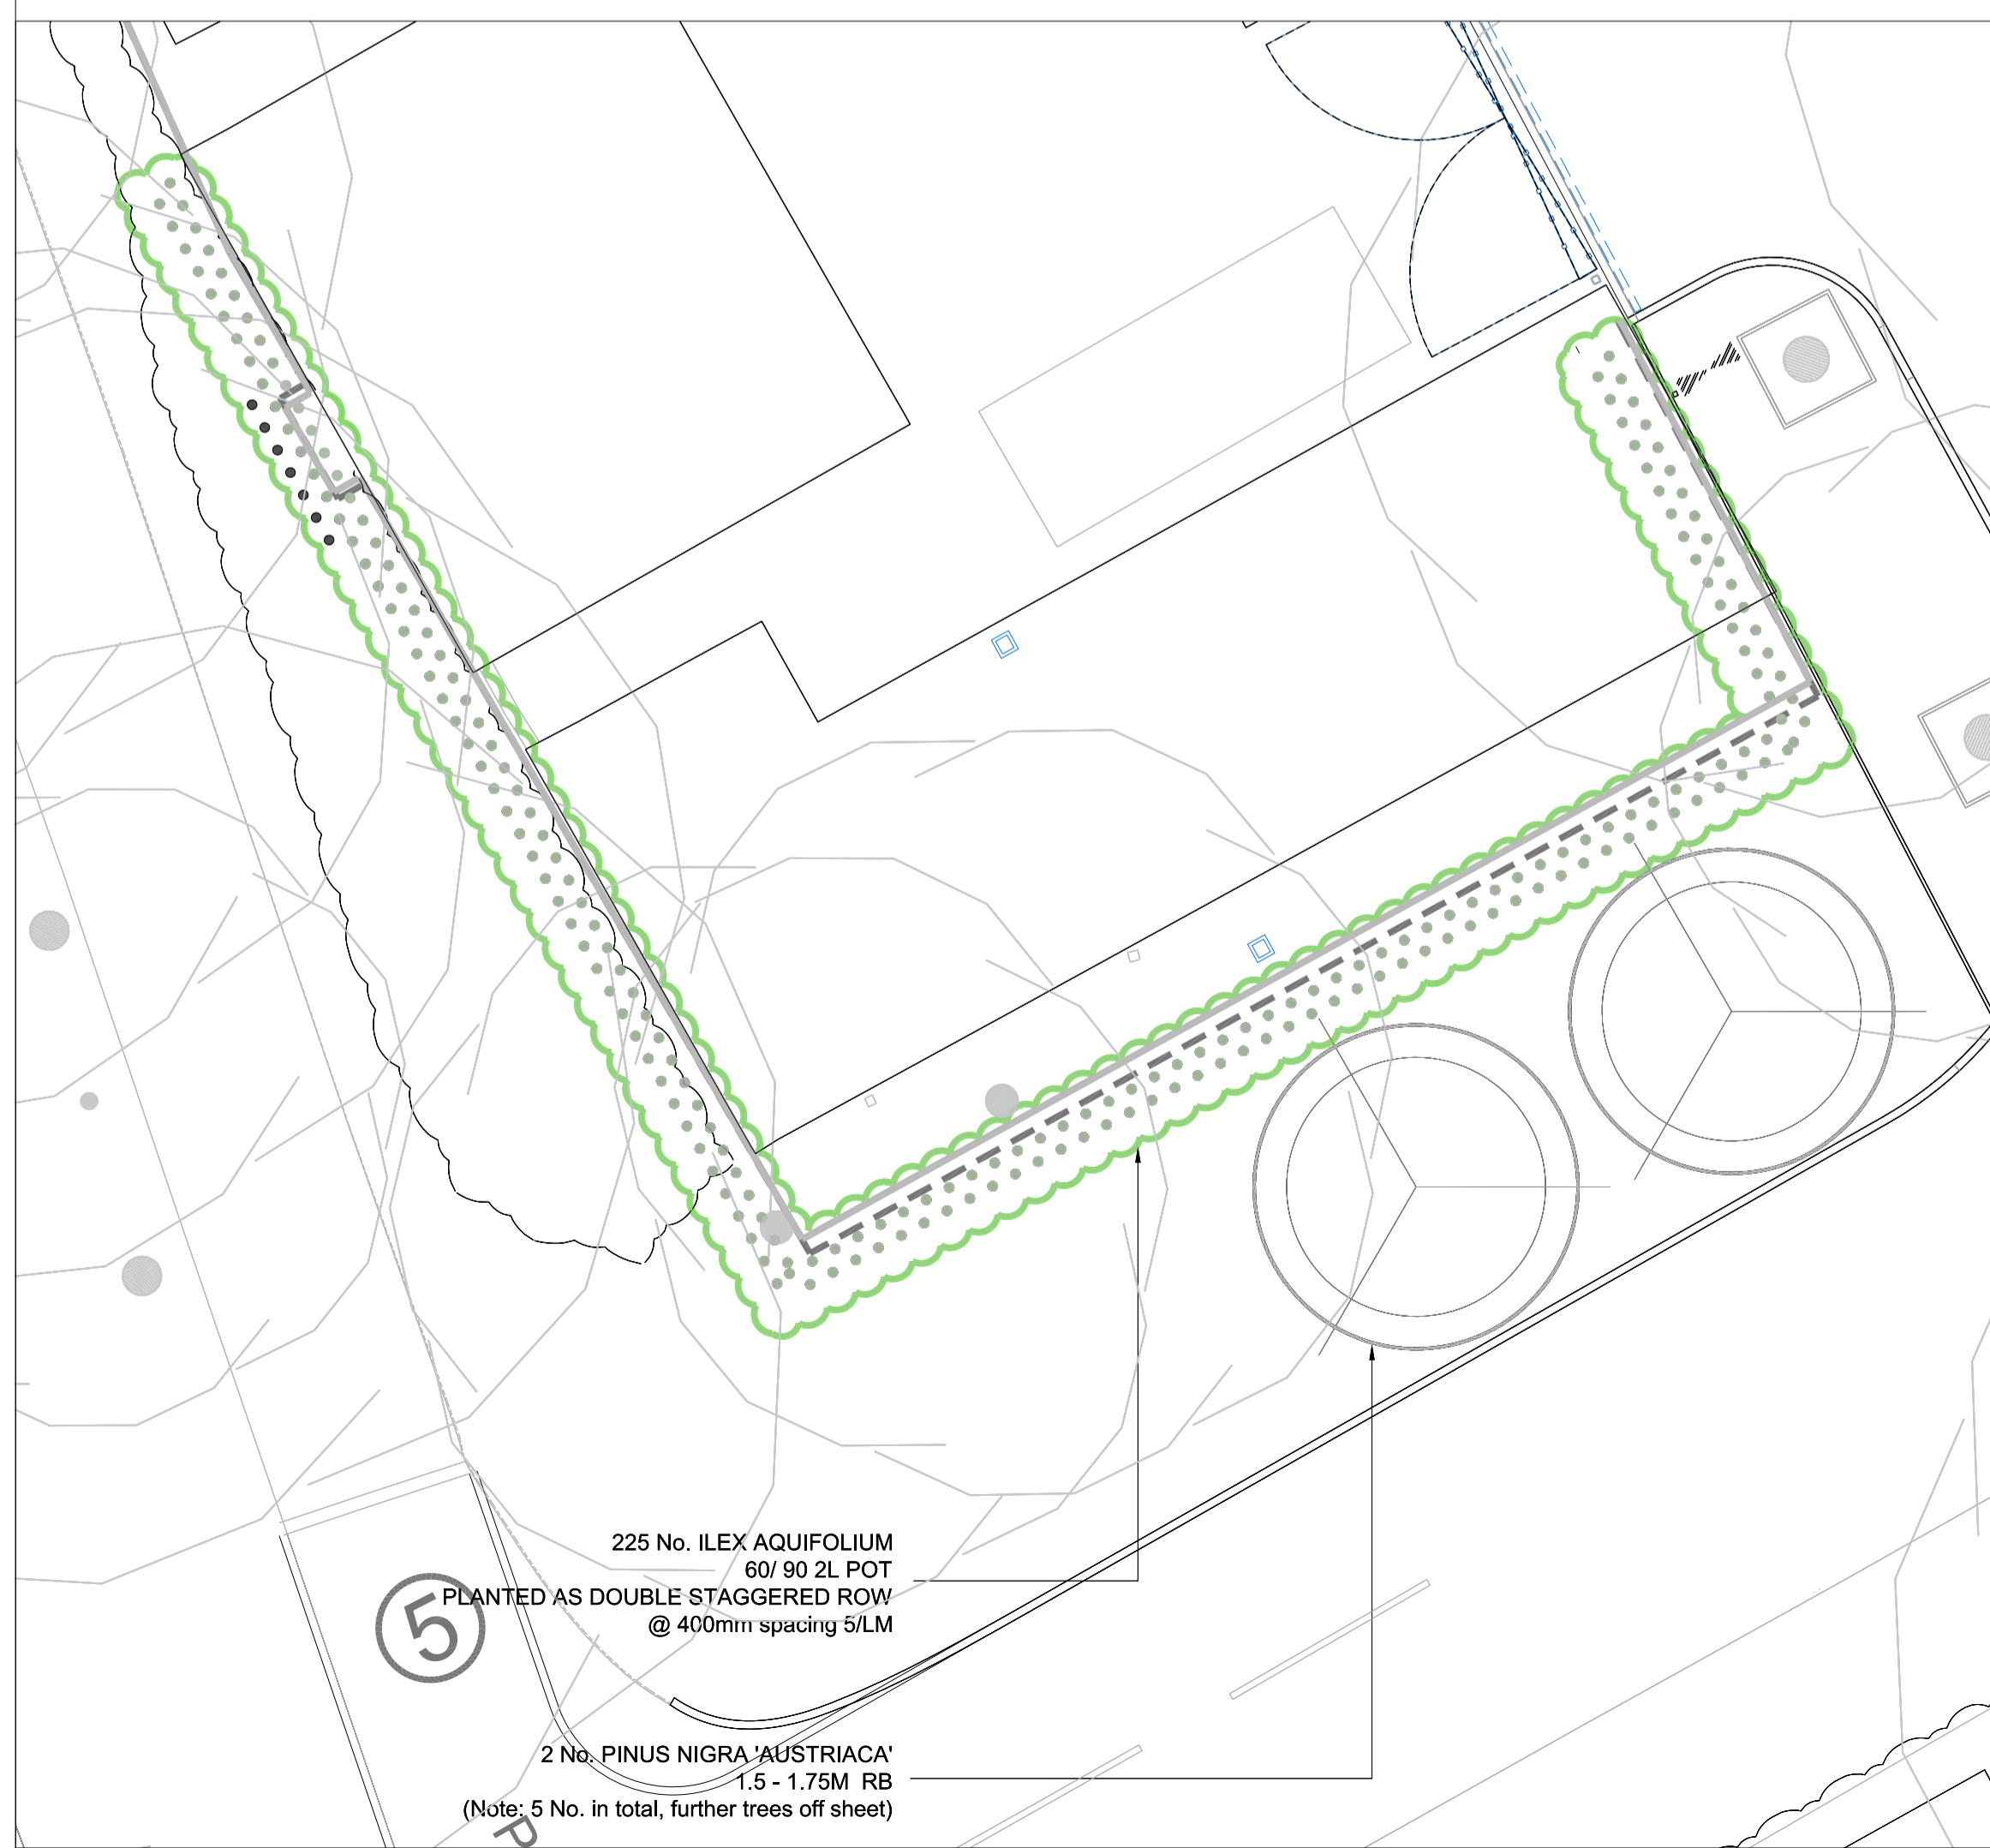 225 No. ILEX AQUIFOLIUM
60/ 90 2L POT
PLANTED AS DOUBLE STAGGERED ROW
@ 400mm spacing 5/LM
5
2 No. PINUS NIGRA 'AUSTRIACA'
1.5 - 1.75M RB
(Note: 5 No. in total, further trees off sheet)
P